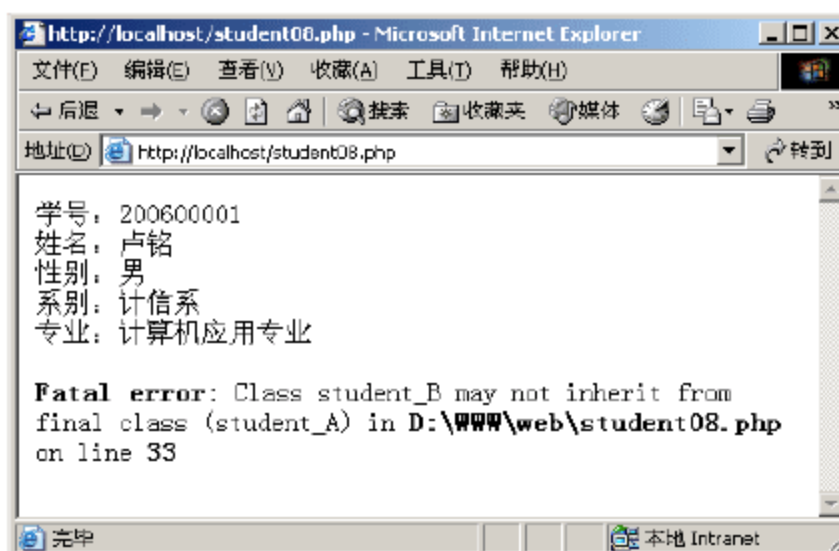 http://localhost/student08.php - Microsoft Internet Explorer
文件(F) 编辑(E) 查看(V) 收藏(A) 工具(T) 帮助(H)
后退 搜索 收藏夹 媒体 »
地址(D) http://localhost/student08.php 转到
学号：200600001
姓名：卢铭
性别：男
系别：计信系
专业：计算机应用专业
Fatal error: Class student_B may not inherit from
final class (student_A) in D:\WWW\web\student08.php
on line 33
完毕 本地 Intranet